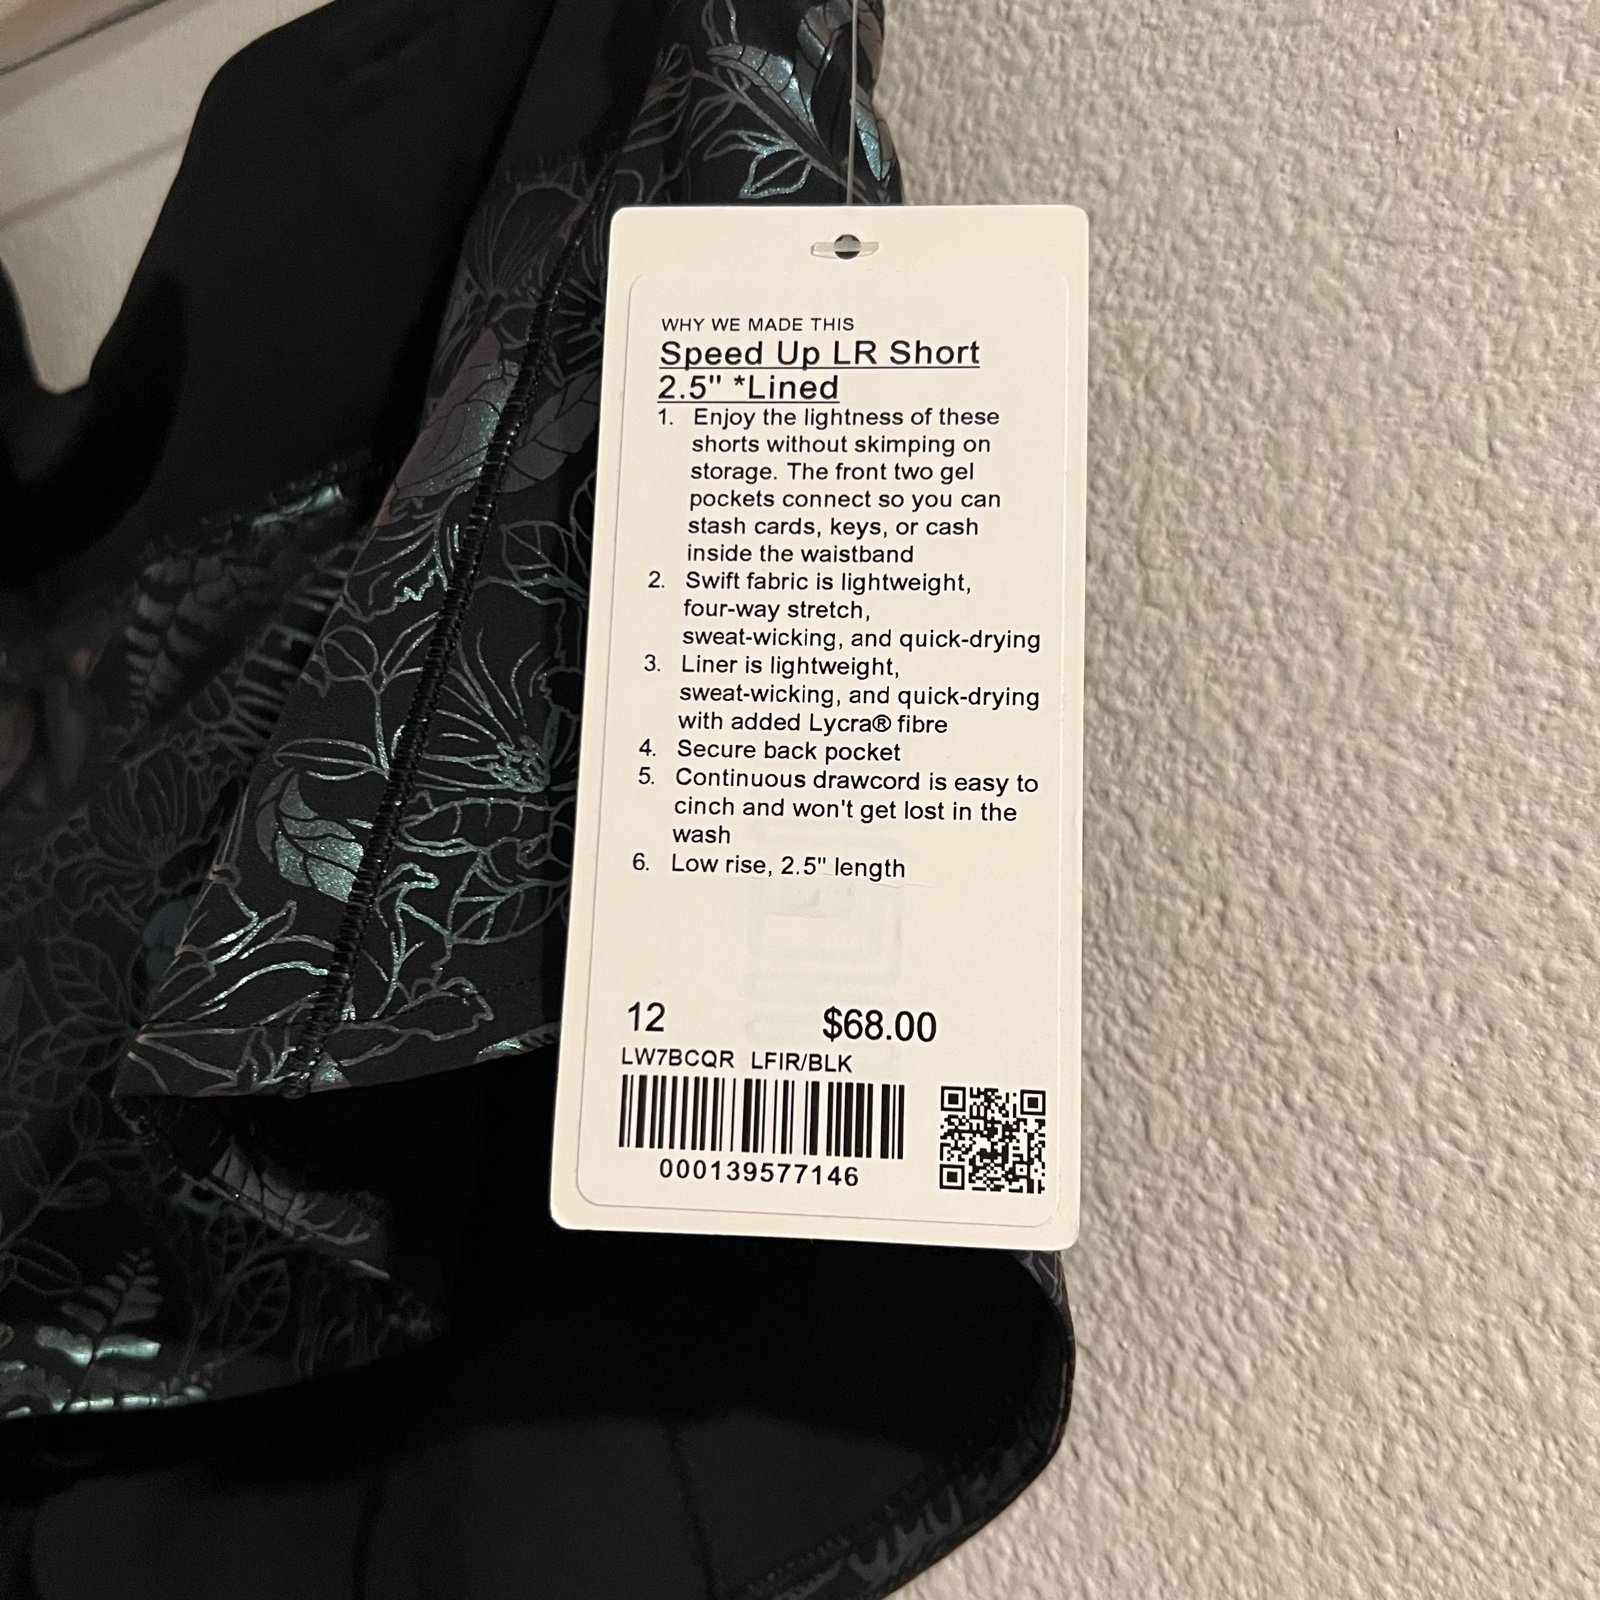 WHY WE MADE THIS
Speed Up LR Short
2.5" *Lined
1. Enjoy the lightness of these
shorts without skimping on
storage. The front two gel
pockets connect so you can
stash cards, keys, or cash
inside the waistband
2. Swift fabric is lightweight,
four-way stretch,
sweat-wicking, and quick-drying
3. Liner is lightweight,
sweat-wicking, and quick-drying
with added Lycra® fibre
4. Secure back pocket
5. Continuous drawcord is easy to
cinch and won't get lost in the
wash
6. Low rise, 2.5" length
12 $68.00
LW7BCQR LFIR/BLK
000139577146